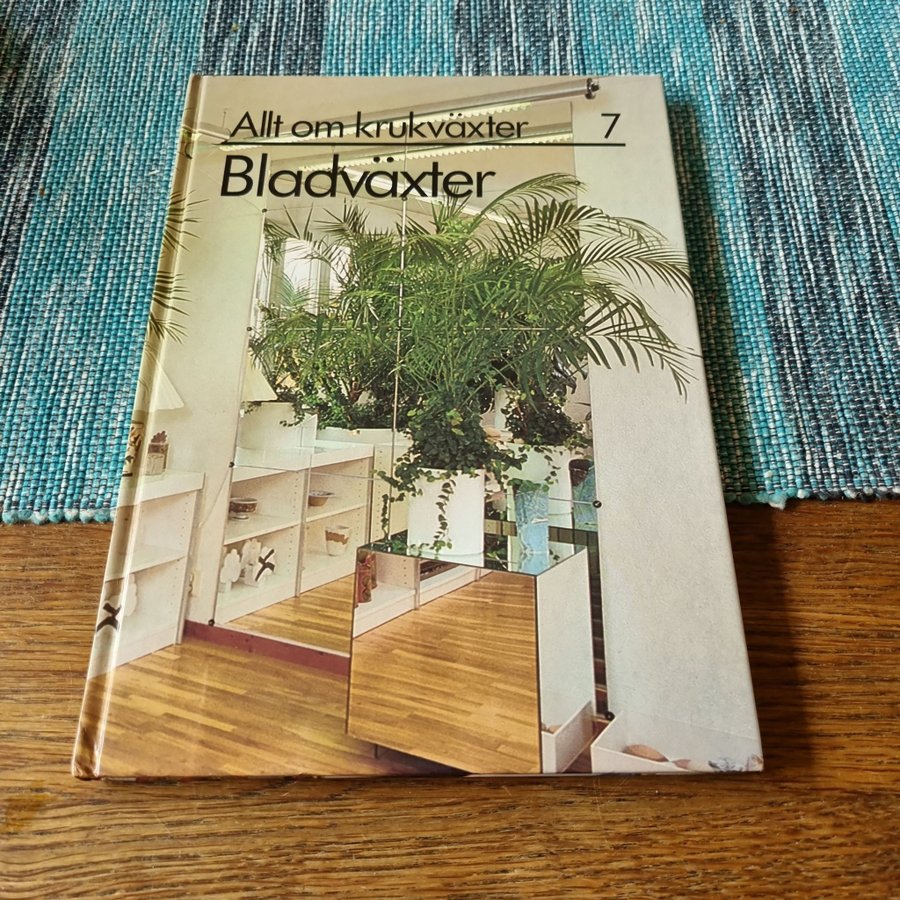 Allt om krukväxter 7
Bladväxter